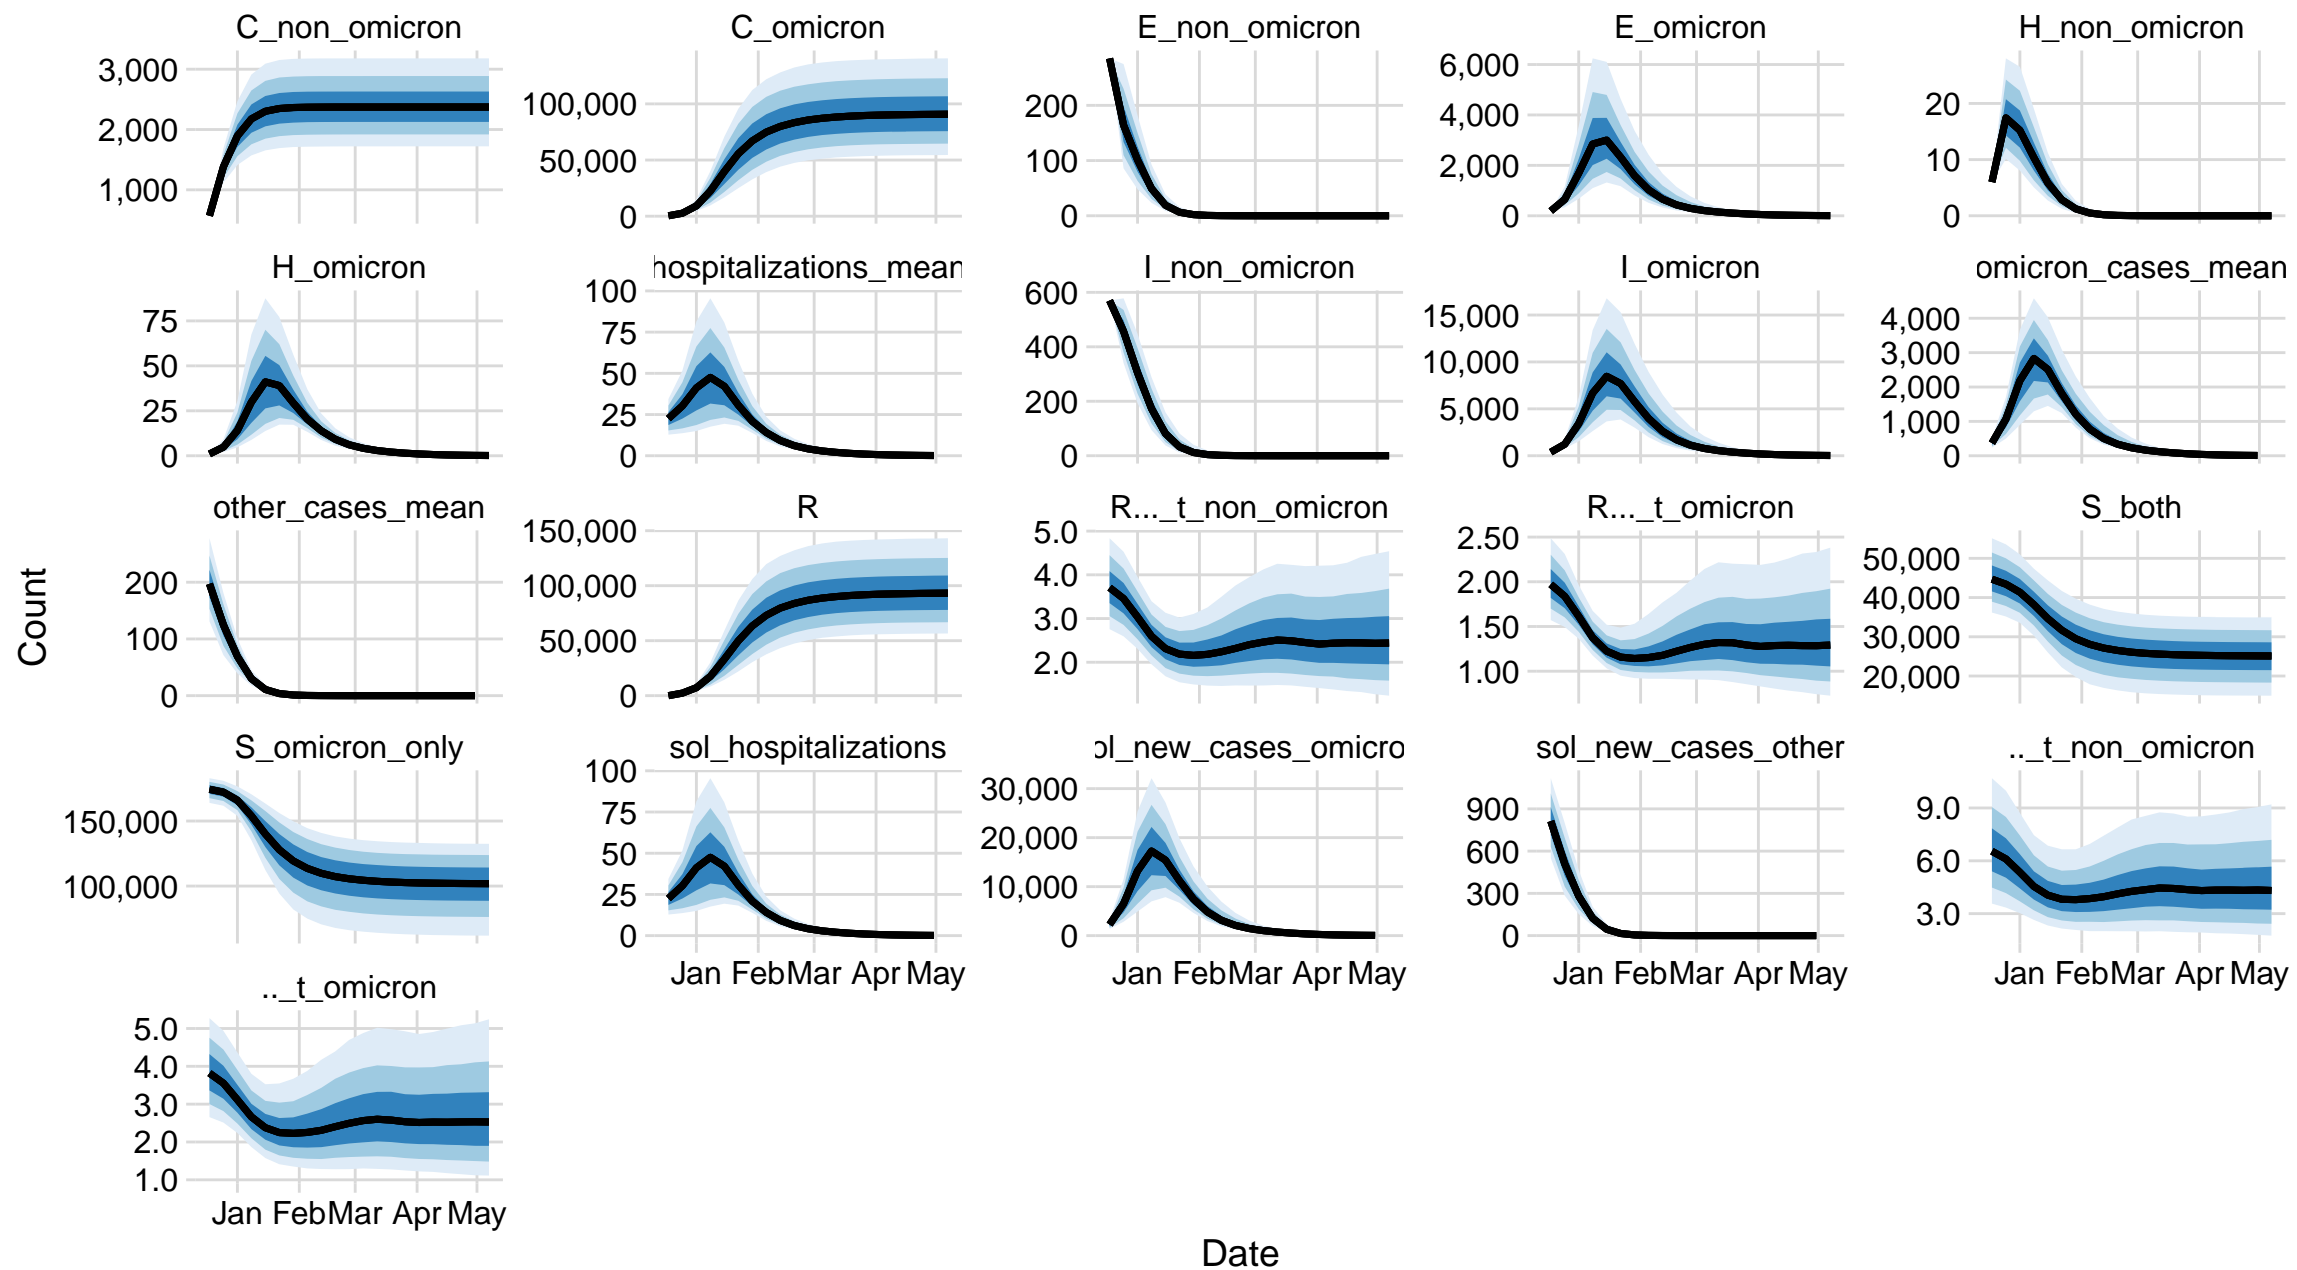 C_non_omicron
3,000
2,000
1,000
C_omicron
100,000
50,000
0
E_non_omicron
200
100
0
E_omicron
6,000
4,000
2,000
0
H_non_omicron
20
10
0
H_omicron
75
50
25
0
hospitalizations_mean
100
75
50
25
0
I_non_omicron
600
400
200
0
I_omicron
15,000
10,000
5,000
0
omicron_cases_mean
4,000
3,000
2,000
1,000
0
other_cases_mean
200
100
0
R
150,000
100,000
50,000
0
R..._t_non_omicron
5.0
4.0
3.0
2.0
R..._t_omicron
2.50
2.00
1.50
1.00
S_both
50,000
40,000
30,000
20,000
S_omicron_only
150,000
100,000
sol_hospitalizations
100
75
50
25
0
Jan Feb Mar Apr May
ol_new_cases_omicro
30,000
20,000
10,000
0
Jan Feb Mar Apr May
sol_new_cases_other
900
600
300
0
Jan Feb Mar Apr May
.._t_non_omicron
9.0
6.0
3.0
Jan Feb Mar Apr May
.._t_omicron
5.0
4.0
3.0
2.0
1.0
Jan Feb Mar Apr May
Count
Date